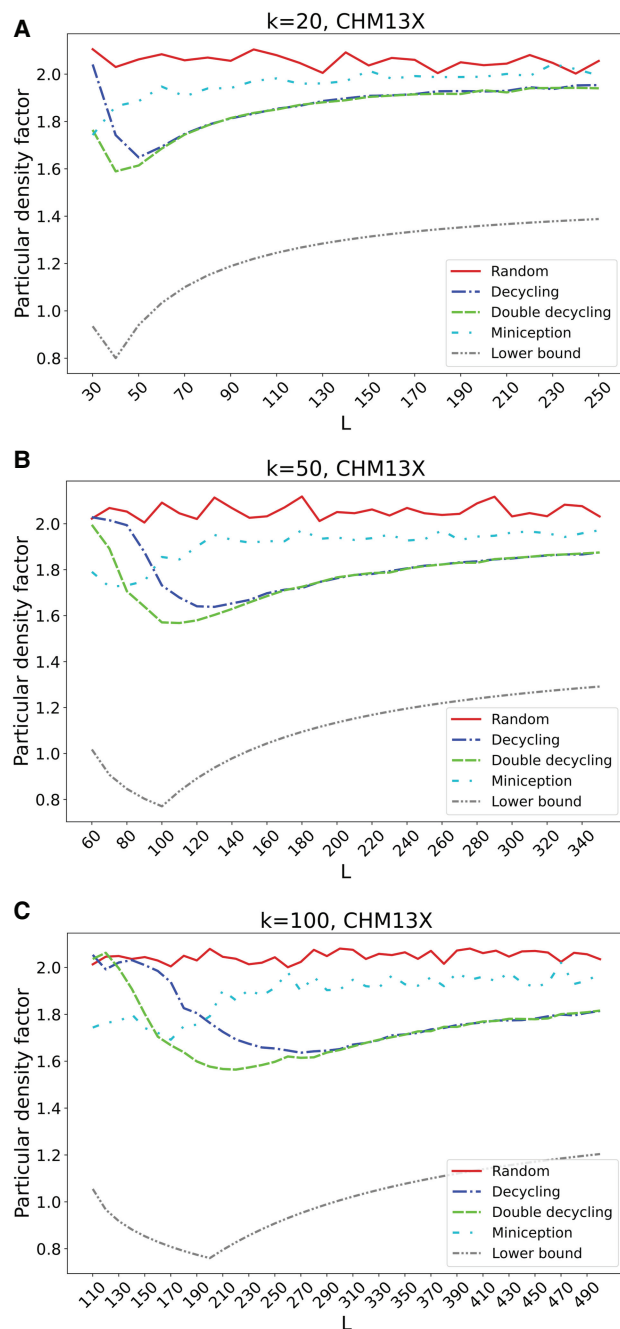 A
k=20, CHM13X
Particular density factor
2.0
1.8
1.6
1.4
1.2
1.0
0.8
Random
Decycling
Double decycling
Miniception
Lower bound
30 50 70 90 110 130 150 170 190 210 230 250
L
B
k=50, CHM13X
Particular density factor
2.0
1.8
1.6
1.4
1.2
1.0
0.8
Random
Decycling
Double decycling
Miniception
Lower bound
60 80 100 120 140 160 180 200 220 240 260 280 300 320 340
L
C
k=100, CHM13X
Particular density factor
2.0
1.8
1.6
1.4
1.2
1.0
0.8
Random
Decycling
Double decycling
Miniception
Lower bound
110 130 150 170 190 210 230 250 270 290 310 330 350 370 390 410 430 450 470 490
L